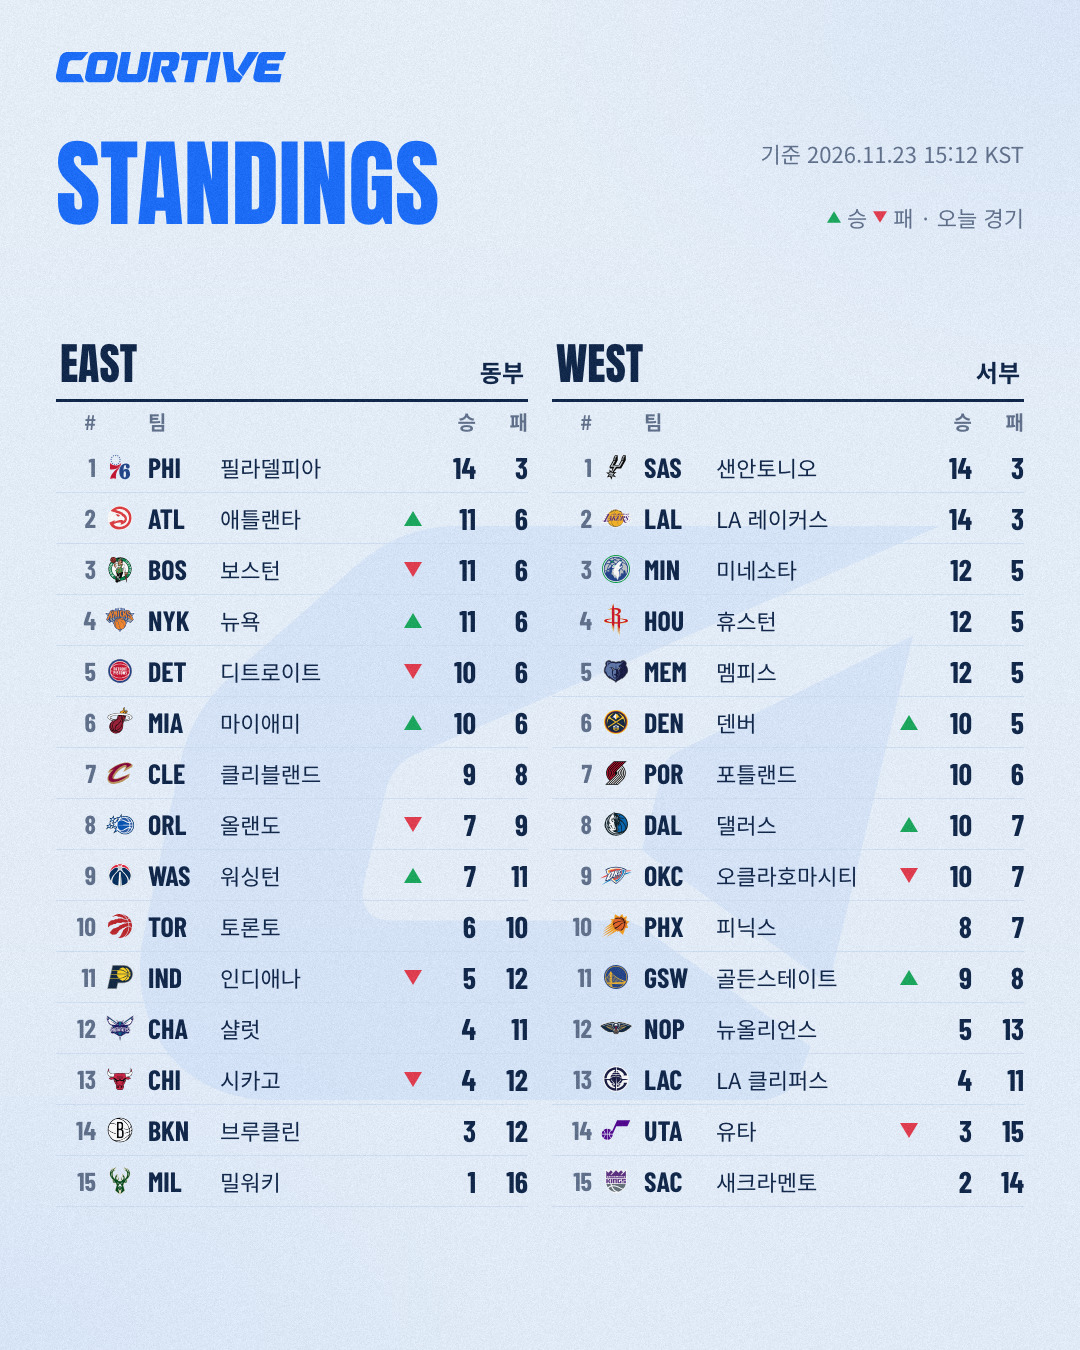 COURTIVE
STANDINGS
기준 2026.11.23 15:12 KST
▲ 승 ▼ 패 · 오늘 경기
EAST 동부
# 팀 승 패
1 PHI 필라델피아 14 3
2 ATL 애틀랜타 ▲ 11 6
3 BOS 보스턴 ▼ 11 6
4 NYK 뉴욕 ▲ 11 6
5 DET 디트로이트 ▼ 10 6
6 MIA 마이애미 ▲ 10 6
7 CLE 클리블랜드 9 8
8 ORL 올랜도 ▼ 7 9
9 WAS 워싱턴 ▲ 7 11
10 TOR 토론토 6 10
11 IND 인디애나 ▼ 5 12
12 CHA 샬럿 4 11
13 CHI 시카고 ▼ 4 12
14 BKN 브루클린 3 12
15 MIL 밀워키 1 16
WEST 서부
# 팀 승 패
1 SAS 샌안토니오 14 3
2 LAL LA 레이커스 14 3
3 MIN 미네소타 12 5
4 HOU 휴스턴 12 5
5 MEM 멤피스 12 5
6 DEN 덴버 ▲ 10 5
7 POR 포틀랜드 10 6
8 DAL 댈러스 ▲ 10 7
9 OKC 오클라호마시티 ▼ 10 7
10 PHX 피닉스 8 7
11 GSW 골든스테이트 ▲ 9 8
12 NOP 뉴올리언스 5 13
13 LAC LA 클리퍼스 4 11
14 UTA 유타 ▼ 3 15
15 SAC 새크라멘토 2 14